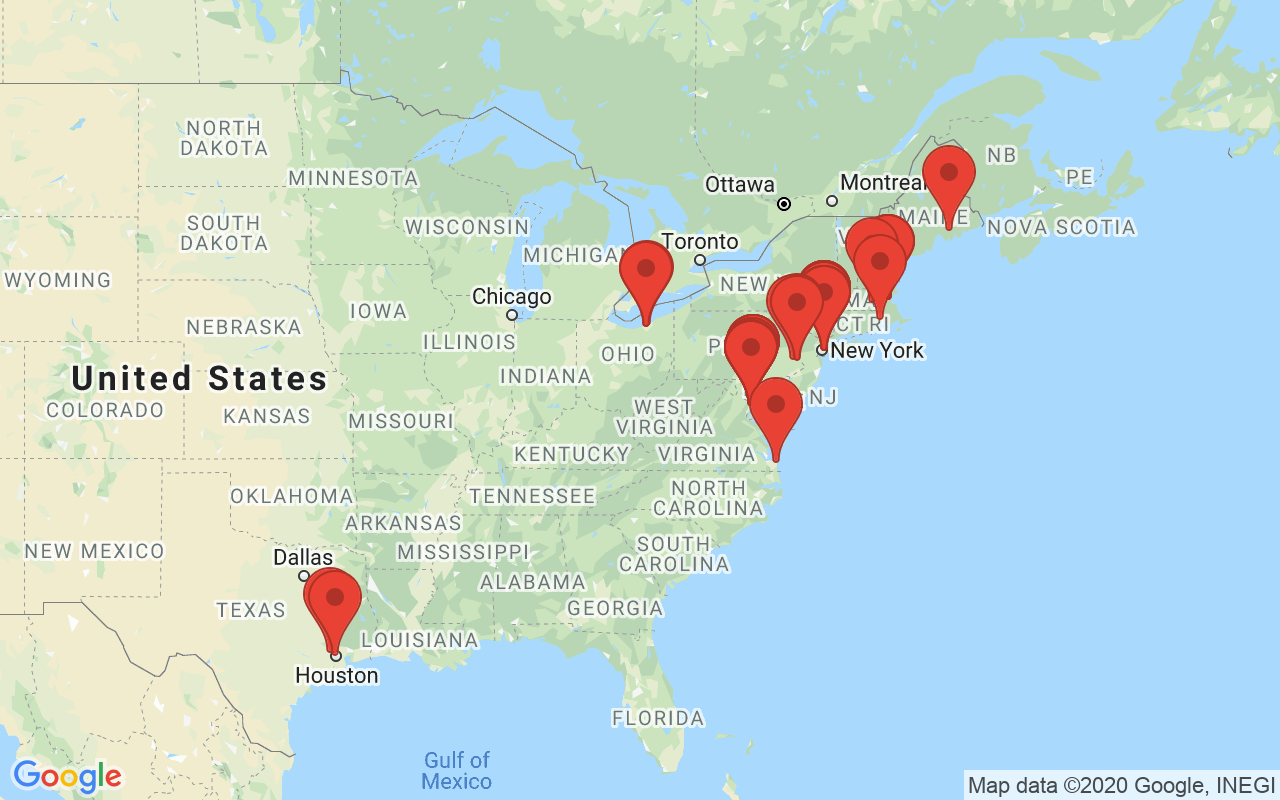 NORTH
DAKOTA
MINNESOTA
Ottawa
Montreal
NB
PE
MAINE
NOVA SCOTIA
SOUTH
DAKOTA
WISCONSIN
MICHIGAN
Toronto
WYOMING
NEW
Chicago
IOWA
MA
NEBRASKA
CT RI
ILLINOIS
OHIO
P
New York
United States
INDIANA
NJ
COLORADO
KANSAS
MISSOURI
WEST
VIRGINIA
KENTUCKY
VIRGINIA
OKLAHOMA
TENNESSEE
NORTH
CAROLINA
ARKANSAS
NEW MEXICO
MISSISSIPPI
SOUTH
CAROLINA
Dallas
ALABAMA
TEXAS
GEORGIA
LOUISIANA
Houston
FLORIDA
Gulf of
Mexico
Google
Map data ©2020 Google, INEGI